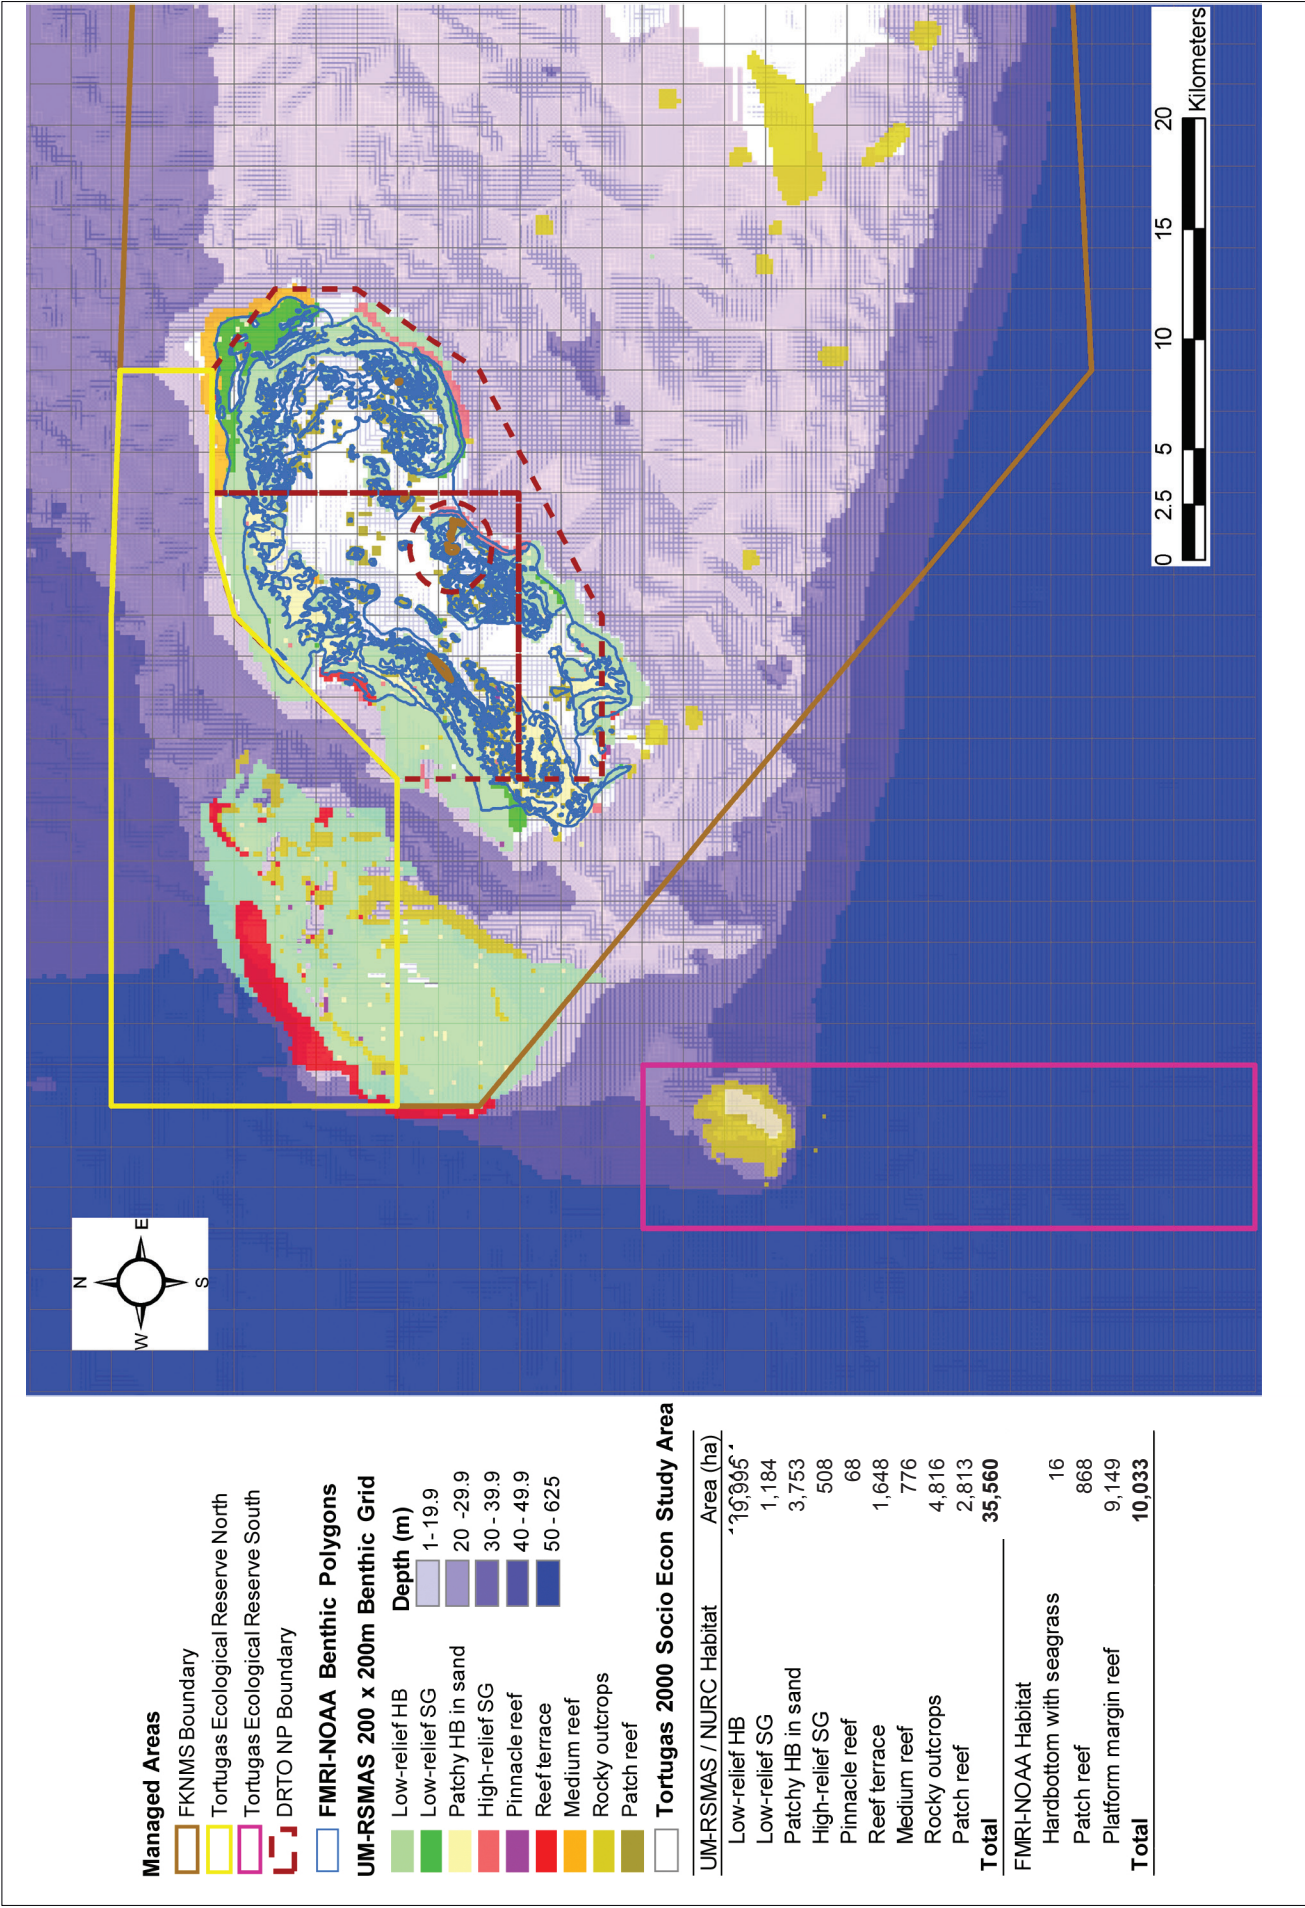 N
W
E
S
0
2.5
5
10
15
20
Kilometers
Managed Areas
FKNMS Boundary
Tortugas Ecological Reserve North
Tortugas Ecological Reserve South
DRTO NP Boundary
FMRI-NOAA Benthic Polygons
UM-RSMAS 200 x 200m Benthic Grid
Low-relief HB
Low-relief SG
Patchy HB in sand
High-relief SG
Pinnacle reef
Reef terrace
Medium reef
Rocky outcrops
Patch reef
Depth (m)
1- 19.9
20 -29.9
30 - 39.9
40 - 49.9
50 - 625
Tortugas 2000 Socio Econ Study Area
UM-RSMAS / NURC Habitat Area (ha)
Low-relief HB 19,995
Low-relief SG 1,184
Patchy HB in sand 3,753
High-relief SG 508
Pinnacle reef 68
Reef terrace 1,648
Medium reef 776
Rocky outcrops 4,816
Patch reef 2,813
Total 35,560
FMRI-NOAA Habitat
Hardbottom with seagrass 16
Patch reef 868
Platform margin reef 9,149
Total 10,033